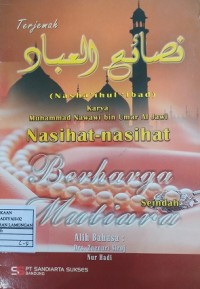 Terjemah
نصائح العباد
(Nashaihul Ibad)
Karya
Muhammad Nawawi bin Umar Al Jawi
Nasihat-nasihat
Berharga
Seindah
Mutiara
Alih Bahasa :
Nur Hadi
PT SANDIARTA SUKSES
BANDUNG